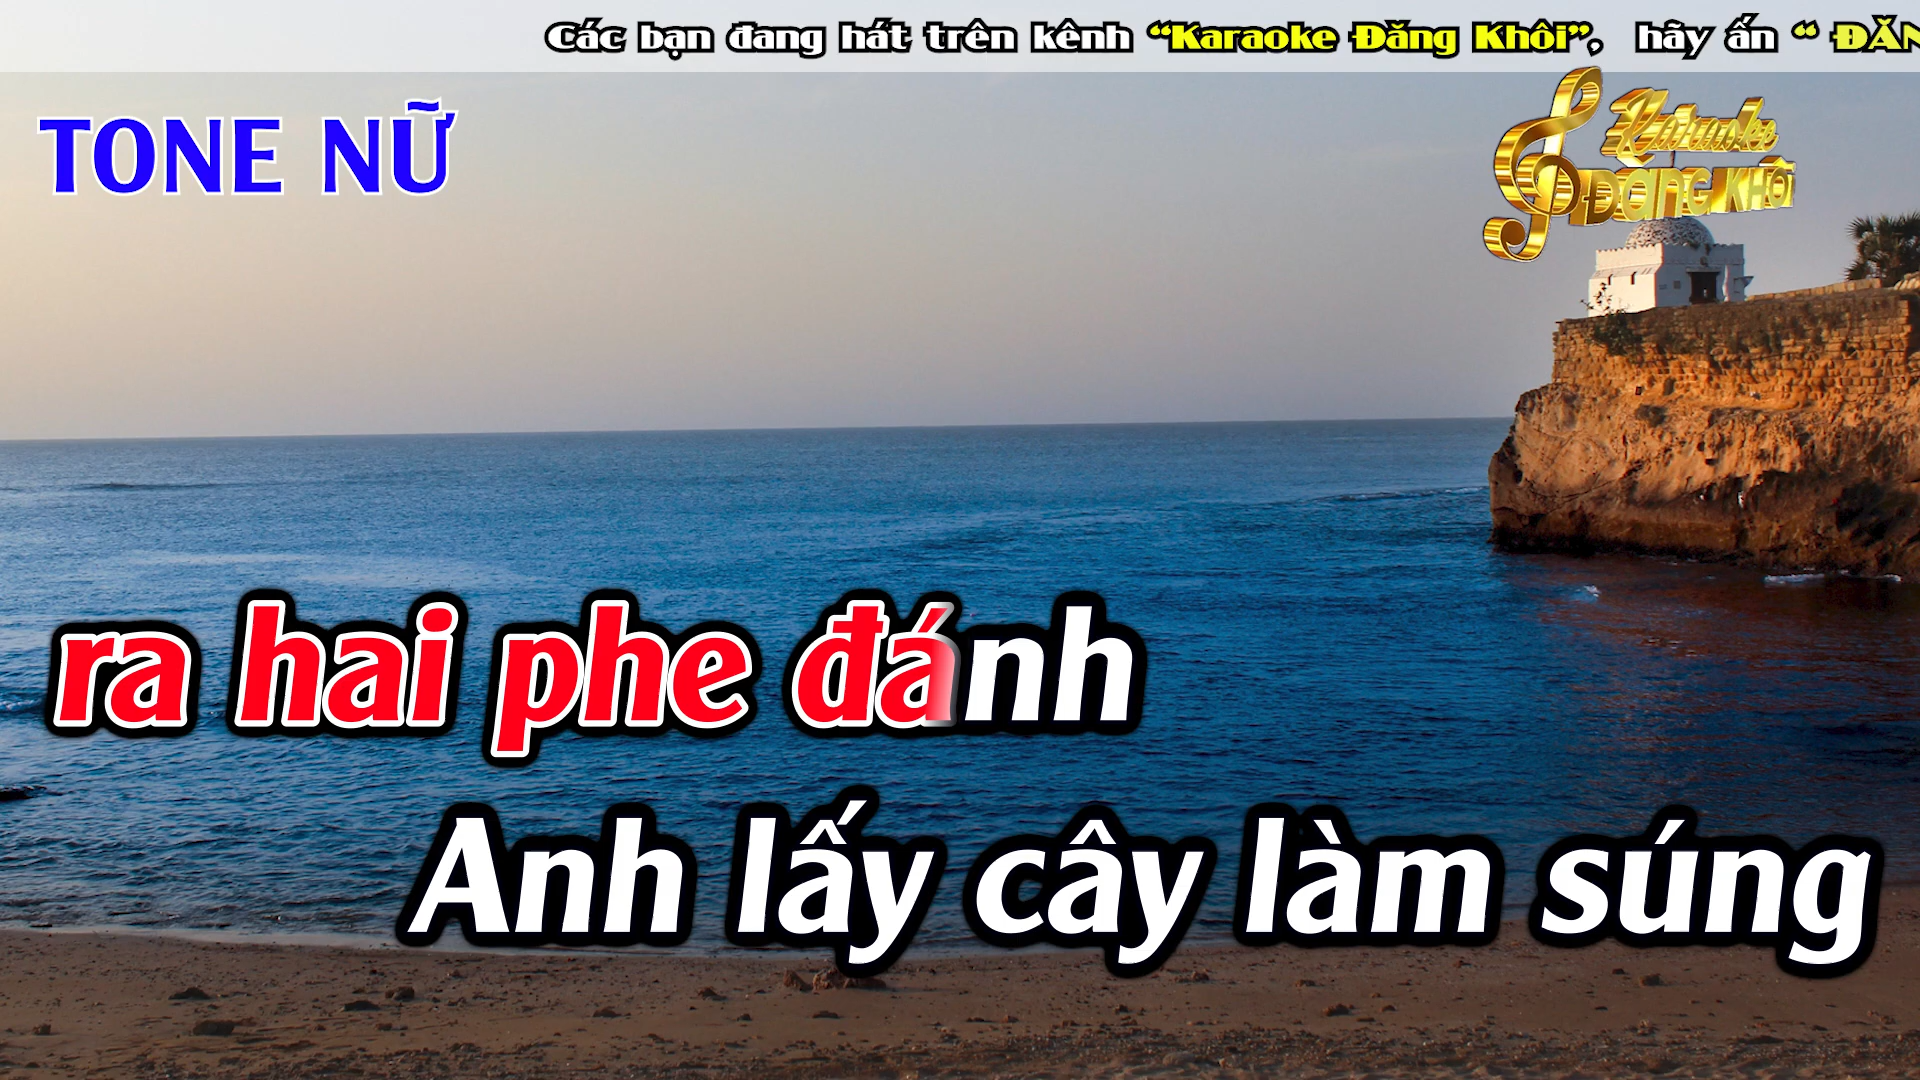 Các bạn đang hát trên kênh “Karaoke Đăng Khôi”, hãy ấn “ ĐĂN
TONE NỮ
Karaoke
ĐĂNG KHÔI
ra hai phe đánh
Anh lấy cây làm súng